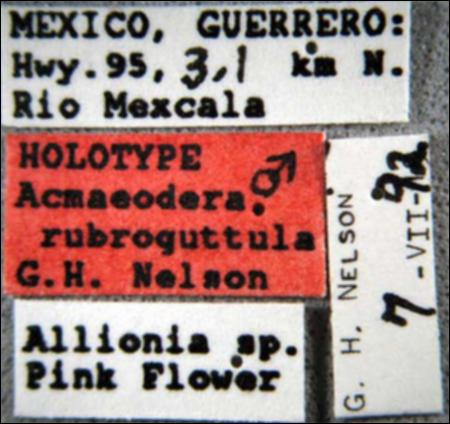 MEXICO, GUERRERO:
Hwy.95, 3,1 km N.
Rio Mexcala
HOLOTYPE ♂
Acmaeodera
rubroguttula
G.H. Nelson
Allionia sp.
Pink Flower
G. H. NELSON
7 -VII-92